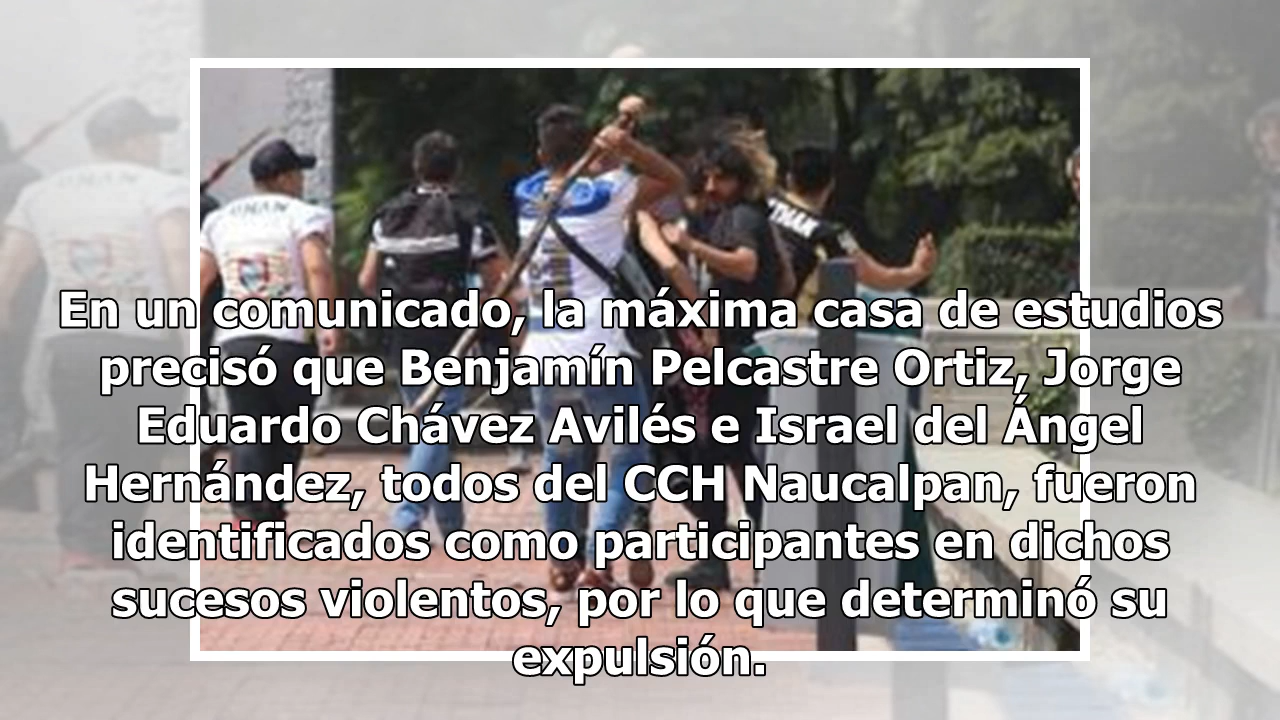 UNAM
En un comunicado, la máxima casa de estudios
precisó que Benjamín Pelcastre Ortiz, Jorge
Eduardo Chávez Avilés e Israel del Ángel
Hernández, todos del CCH Naucalpan, fueron
identificados como participantes en dichos
sucesos violentos, por lo que determinó su
expulsión.